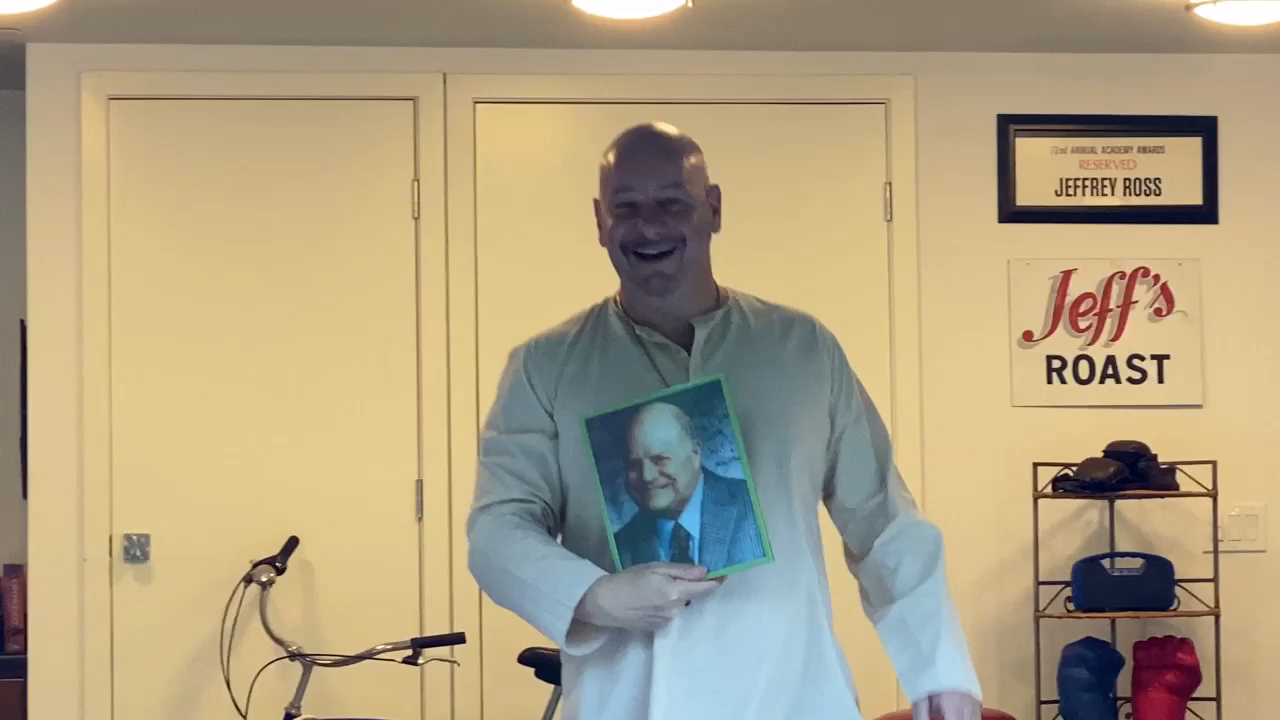 72nd ANNUAL ACADEMY AWARDS
RESERVED
JEFFREY ROSS
Jeff's
ROAST